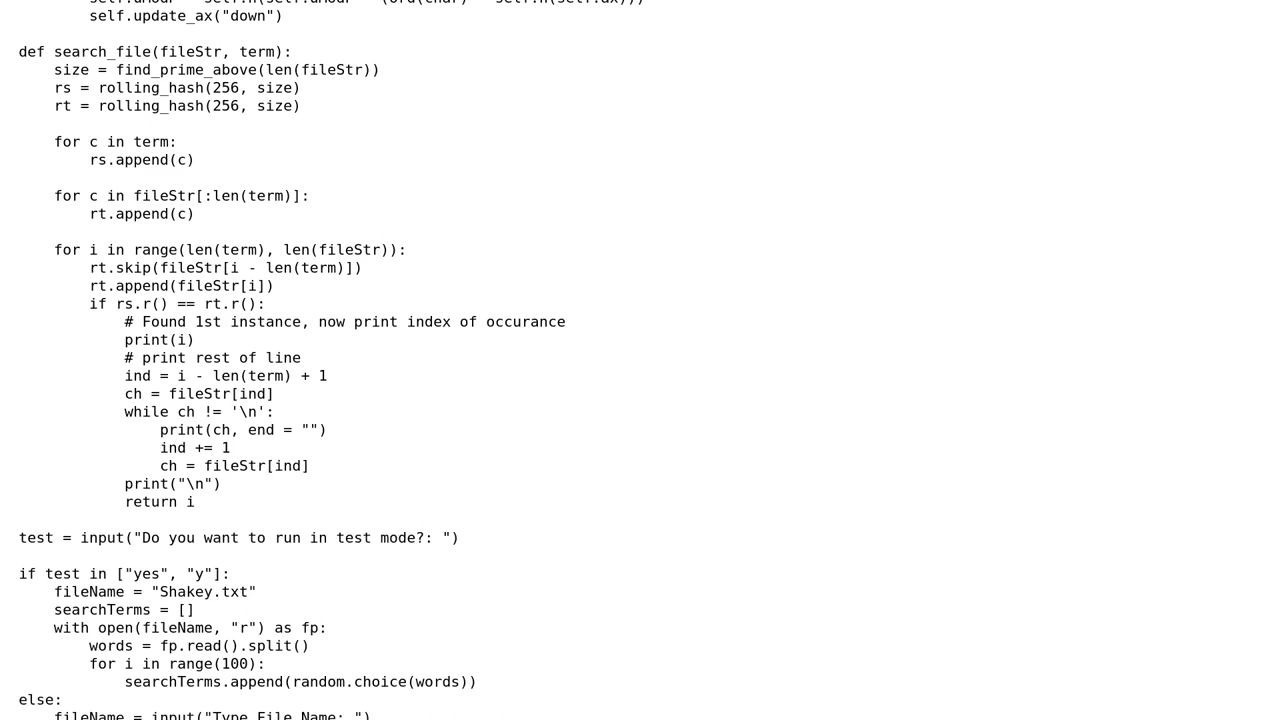 self.update_ax("down")
def search_file(fileStr, term):
size = find_prime_above(len(fileStr))
rs = rolling_hash(256, size)
rt = rolling_hash(256, size)
for c in term:
rs.append(c)
for c in fileStr[:len(term)]:
rt.append(c)
for i in range(len(term), len(fileStr)):
rt.skip(fileStr[i - len(term)])
rt.append(fileStr[i])
if rs.r() == rt.r():
# Found 1st instance, now print index of occurance
print(i)
# print rest of line
ind = i - len(term) + 1
ch = fileStr[ind]
while ch != '\n':
print(ch, end = "")
ind += 1
ch = fileStr[ind]
print("\n")
return i
test = input("Do you want to run in test mode?: ")
if test in ["yes", "y"]:
fileName = "Shakey.txt"
searchTerms = []
with open(fileName, "r") as fp:
words = fp.read().split()
for i in range(100):
searchTerms.append(random.choice(words))
else:
fileName = input("Type File Name: ")